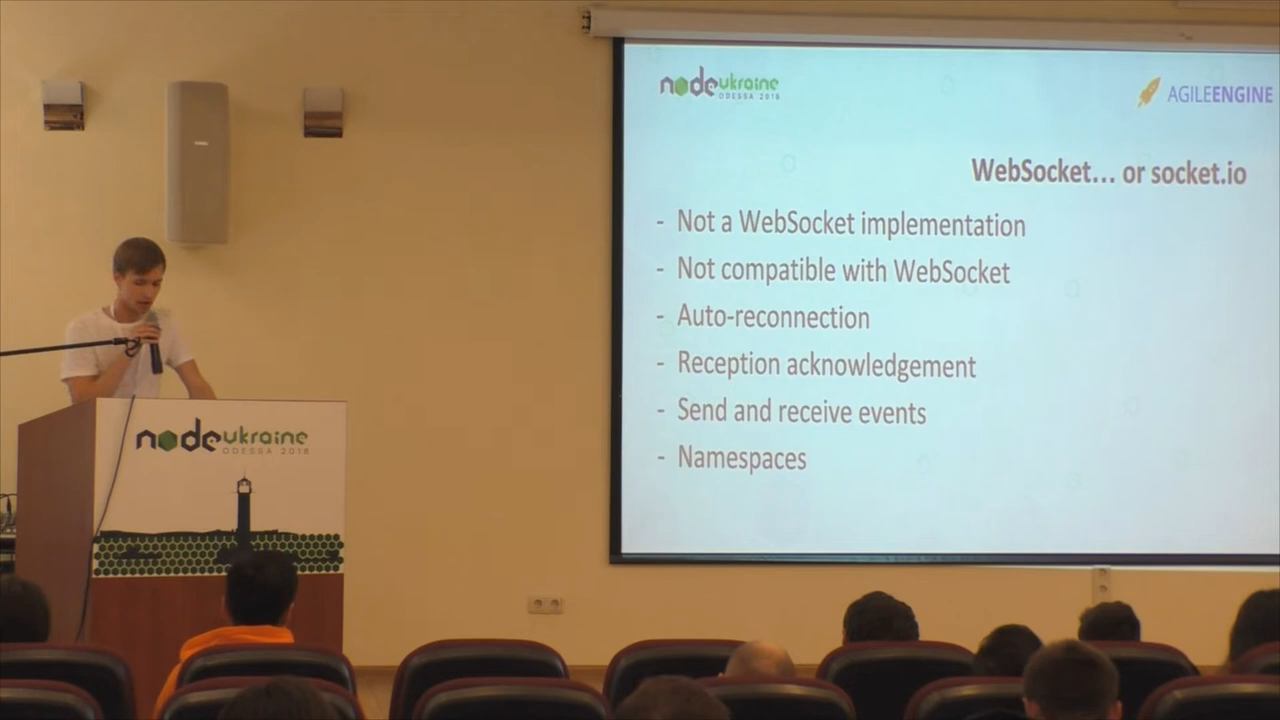 node ukraine
ODESSA 2018
AGILEENGINE
WebSocket... or socket.io
- Not a WebSocket implementation
- Not compatible with WebSocket
- Auto-reconnection
- Reception acknowledgement
- Send and receive events
- Namespaces
node ukraine
ODESSA 2018